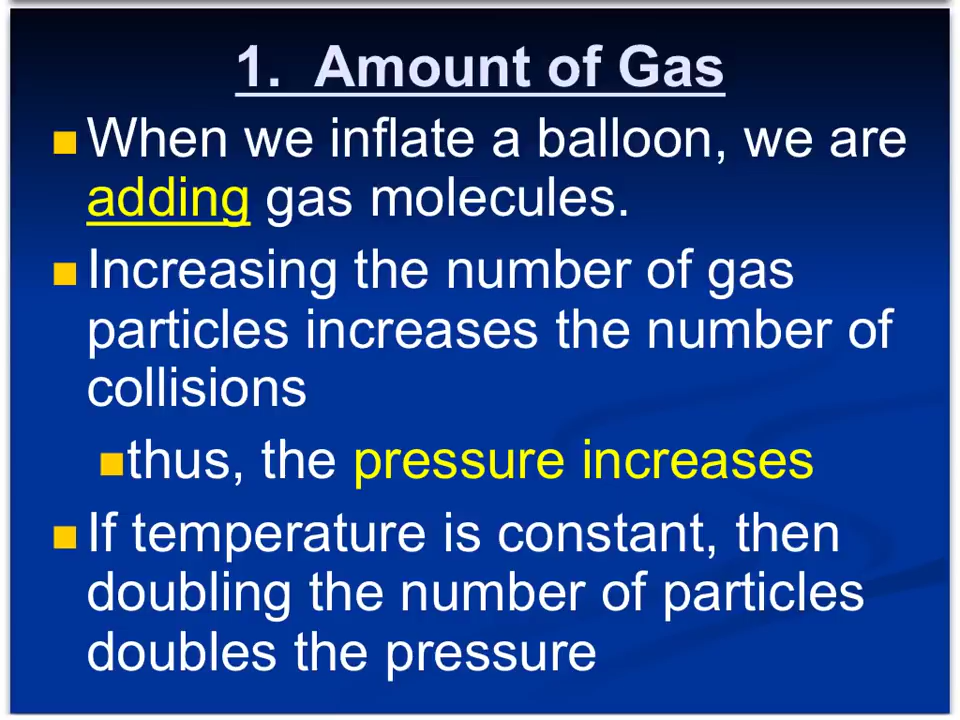 1. Amount of Gas
When we inflate a balloon, we are
adding gas molecules.
Increasing the number of gas
particles increases the number of
collisions
thus, the pressure increases
If temperature is constant, then
doubling the number of particles
doubles the pressure